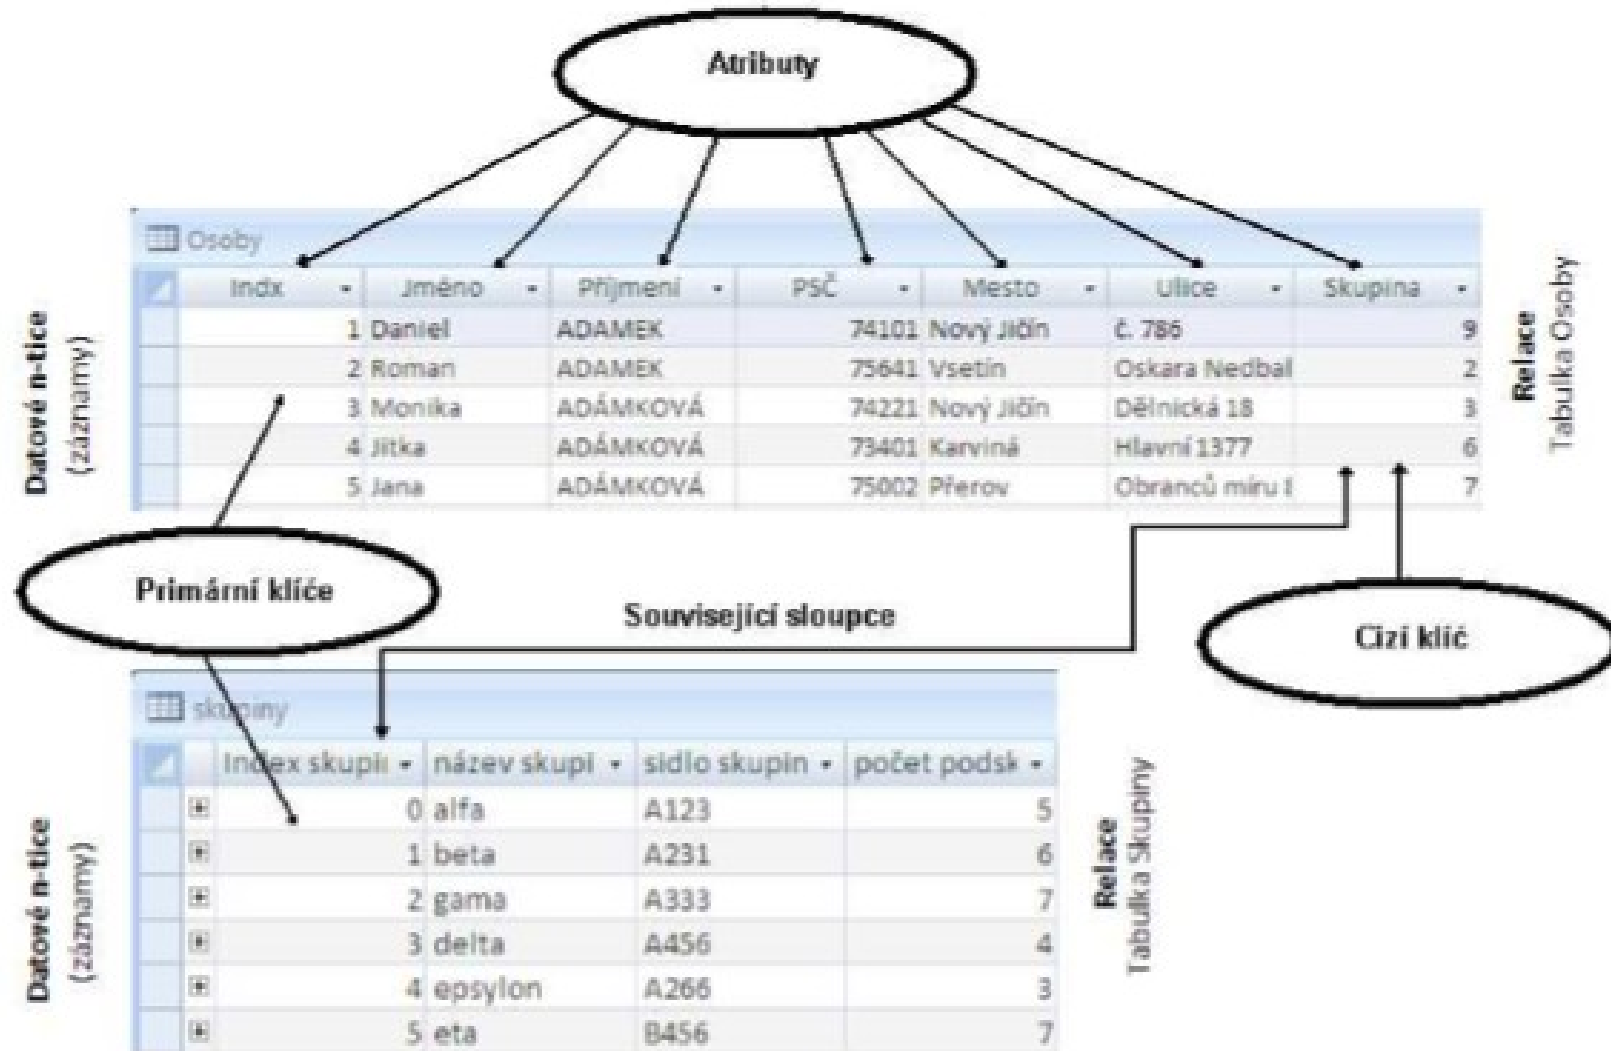 Atributy
Osoby
Indx Jméno Příjmení PSČ Mesto Ulice Skupina
1 Daniel ADAMEK 74101 Nový Jičín č. 786 9
2 Roman ADAMEK 75641 Vsetín Oskara Nedbal 2
3 Monika ADÁMKOVÁ 74221 Nový Jičín Dělnická 18 3
4 Jitka ADÁMKOVÁ 73401 Karviná Hlavní 1377 6
5 Jana ADÁMKOVÁ 75002 Přerov Obránců míru 7
Datové n-tice
(záznamy)
Relace
Tabulka Osoby
Primární klíče
Související sloupce
Cizí klíč
skupiny
Index skupi název skupi sídlo skupin počet podsk
0 alfa A123 5
1 beta A231 6
2 gama A333 7
3 delta A456 4
4 epsylon A266 3
5 eta B456 7
Datové n-tice
(záznamy)
Relace
Tabulka Skupiny